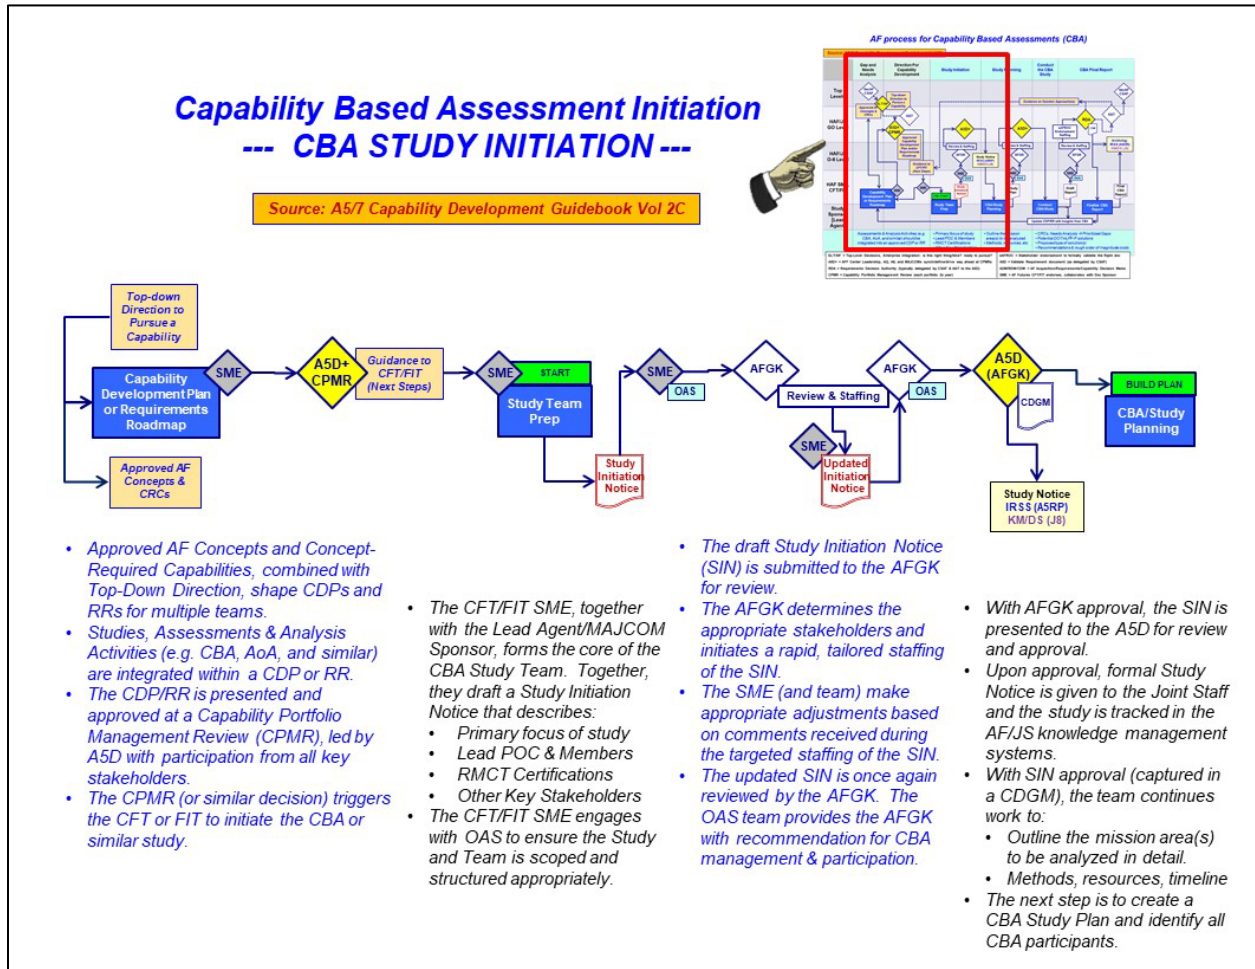 AF process for Capability Based Assessments (CBA)
Capability Based Assessment Initiation
--- CBA STUDY INITIATION ---
Source: A5/7 Capability Development Guidebook Vol 2C
Gap and
Needs
Analysis
Direction For
Capability
Development
Study Initiation
Conduct
the CBA
Study
CBA Final Report
Top-down
Direction to
Pursue a
Capability
Capability
Development Plan
or Requirements
Roadmap
SME
Approved AF
Concepts &
CRCs
A5D+
CPMR
Guidance to
CFT/FIT
(Next Steps)
SME
START
Study Team
Prep
Study
Initiation
Notice
SME
OAS
AFGK
Review & Staffing
SME
Updated
Initiation
Notice
AFGK
OAS
A5D
(AFGK)
CDGM
Study Notice
IRSS (A5RP)
KM/DS (J8)
BUILD PLAN
CBA/Study
Planning
• Approved AF Concepts and Concept-
Required Capabilities, combined with
Top-Down Direction, shape CDPs and
RRs for multiple teams.
• Studies, Assessments & Analysis
Activities (e.g. CBA, AoA, and similar)
are integrated within a CDP or RR.
• The CDP/RR is presented and
approved at a Capability Portfolio
Management Review (CPMR), led by
A5D with participation from all key
stakeholders.
• The CPMR (or similar decision) triggers
the CFT or FIT to initiate the CBA or
similar study.
• The CFT/FIT SME, together
with the Lead Agent/MAJCOM
Sponsor, forms the core of the
CBA Study Team. Together,
they draft a Study Initiation
Notice that describes:
• Primary focus of study
• Lead POC & Members
• RMCT Certifications
• Other Key Stakeholders
• The CFT/FIT SME engages
with OAS to ensure the Study
and Team is scoped and
structured appropriately.
• The draft Study Initiation Notice
(SIN) is submitted to the AFGK
for review.
• The AFGK determines the
appropriate stakeholders and
initiates a rapid, tailored staffing
of the SIN.
• The SME (and team) make
appropriate adjustments based
on comments received during
the targeted staffing of the SIN.
• The updated SIN is once again
reviewed by the AFGK. The
OAS team provides the AFGK
with recommendation for CBA
management & participation.
• With AFGK approval, the SIN is
presented to the A5D for review
and approval.
• Upon approval, formal Study
Notice is given to the Joint Staff
and the study is tracked in the
AF/JS knowledge management
systems.
• With SIN approval (captured in
a CDGM), the team continues
work to:
• Outline the mission area(s)
to be analyzed in detail.
• Methods, resources, timeline
• The next step is to create a
CBA Study Plan and identify all
CBA participants.